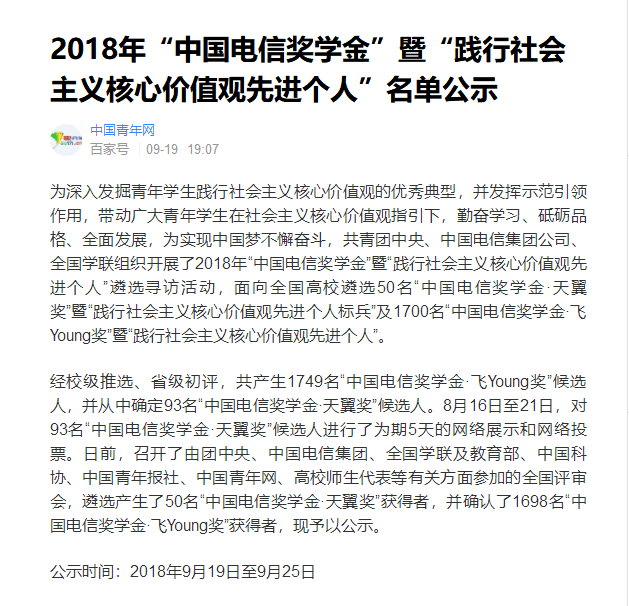 2018年“中国电信奖学金”暨“践行社会
主义核心价值观先进个人”名单公示
中国青年网
百家号 09-19 19:07
为深入发掘青年学生践行社会主义核心价值观的优秀典型，并发挥示范引领
作用，带动广大青年学生在社会主义核心价值观指引下，勤奋学习、砥砺品
格、全面发展，为实现中国梦不懈奋斗，共青团中央、中国电信集团公司、
全国学联组织开展了2018年“中国电信奖学金”暨“践行社会主义核心价值观先
进个人”遴选寻访活动，面向全国高校遴选50名“中国电信奖学金·天翼
奖”暨“践行社会主义核心价值观先进个人标兵”及1700名“中国电信奖学金·飞
Young奖”暨“践行社会主义核心价值观先进个人”。
经校级推选、省级初评，共产生1749名“中国电信奖学金·飞Young奖”候选
人，并从中确定93名“中国电信奖学金·天翼奖”候选人。8月16日至21日，对
93名“中国电信奖学金·天翼奖”候选人进行了为期5天的网络展示和网络投
票。日前，召开了由团中央、中国电信集团、全国学联及教育部、中国科
协、中国青年报社、中国青年网、高校师生代表等有关方面参加的全国评审
会，遴选产生了50名“中国电信奖学金·天翼奖”获得者，并确认了1698名“中
国电信奖学金·飞Young奖”获得者，现予以公示。
公示时间：2018年9月19日至9月25日